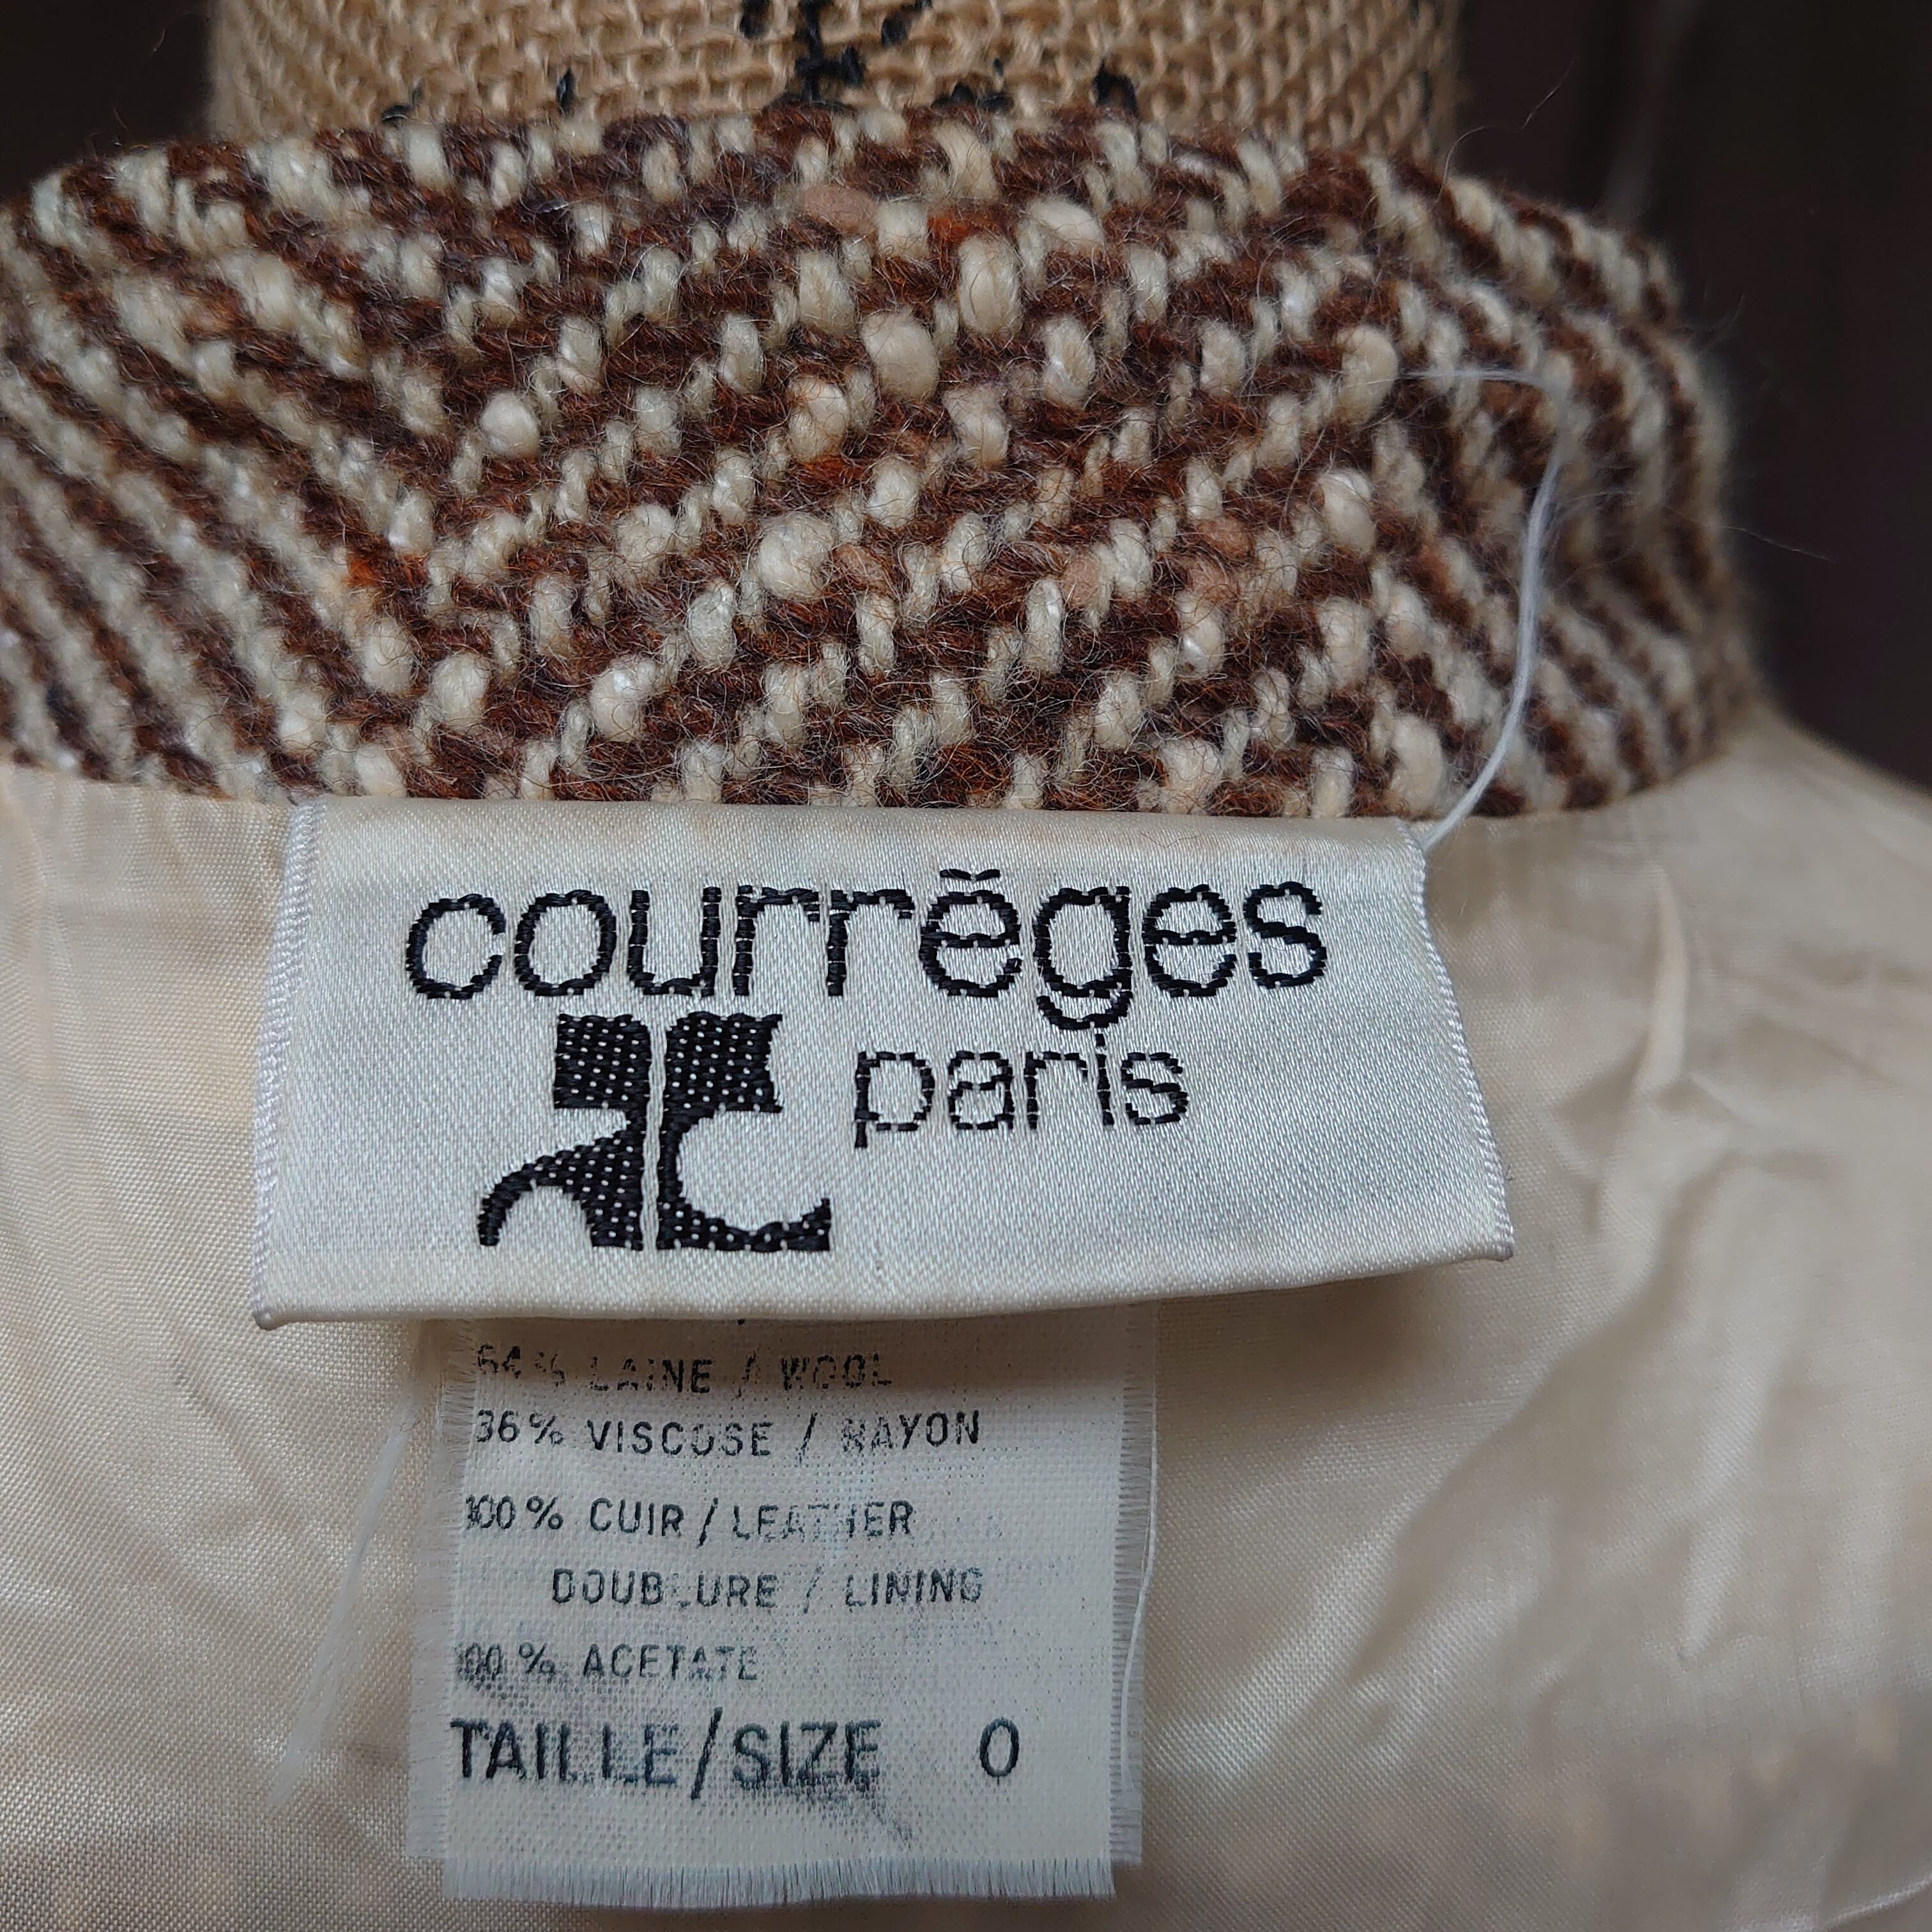 courrèges
paris
64% LAINE / WOOL
36% VISCOSE / RAYON
100% CUIR / LEATHER
DOUBLURE / LINING
100% ACETATE
TAILLE/SIZE 0